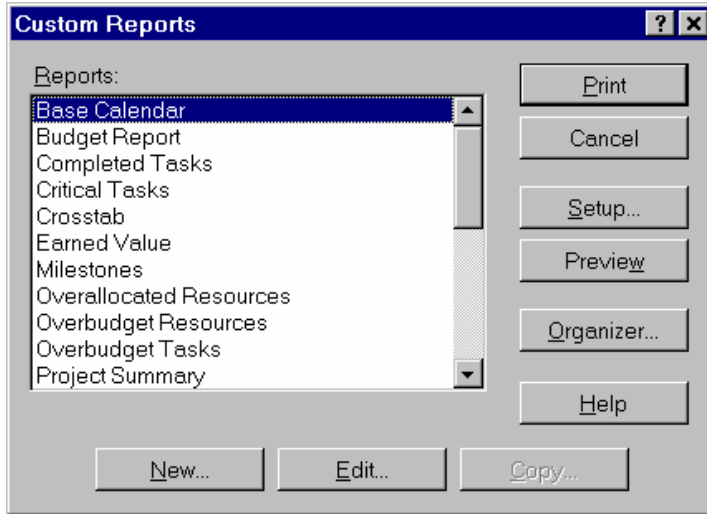 Custom Reports
Reports:
Base Calendar
Budget Report
Completed Tasks
Critical Tasks
Crosstab
Earned Value
Milestones
Overallocated Resources
Overbudget Resources
Overbudget Tasks
Project Summary
Print
Cancel
Setup...
Preview
Organizer...
Help
New...
Edit...
Copy...